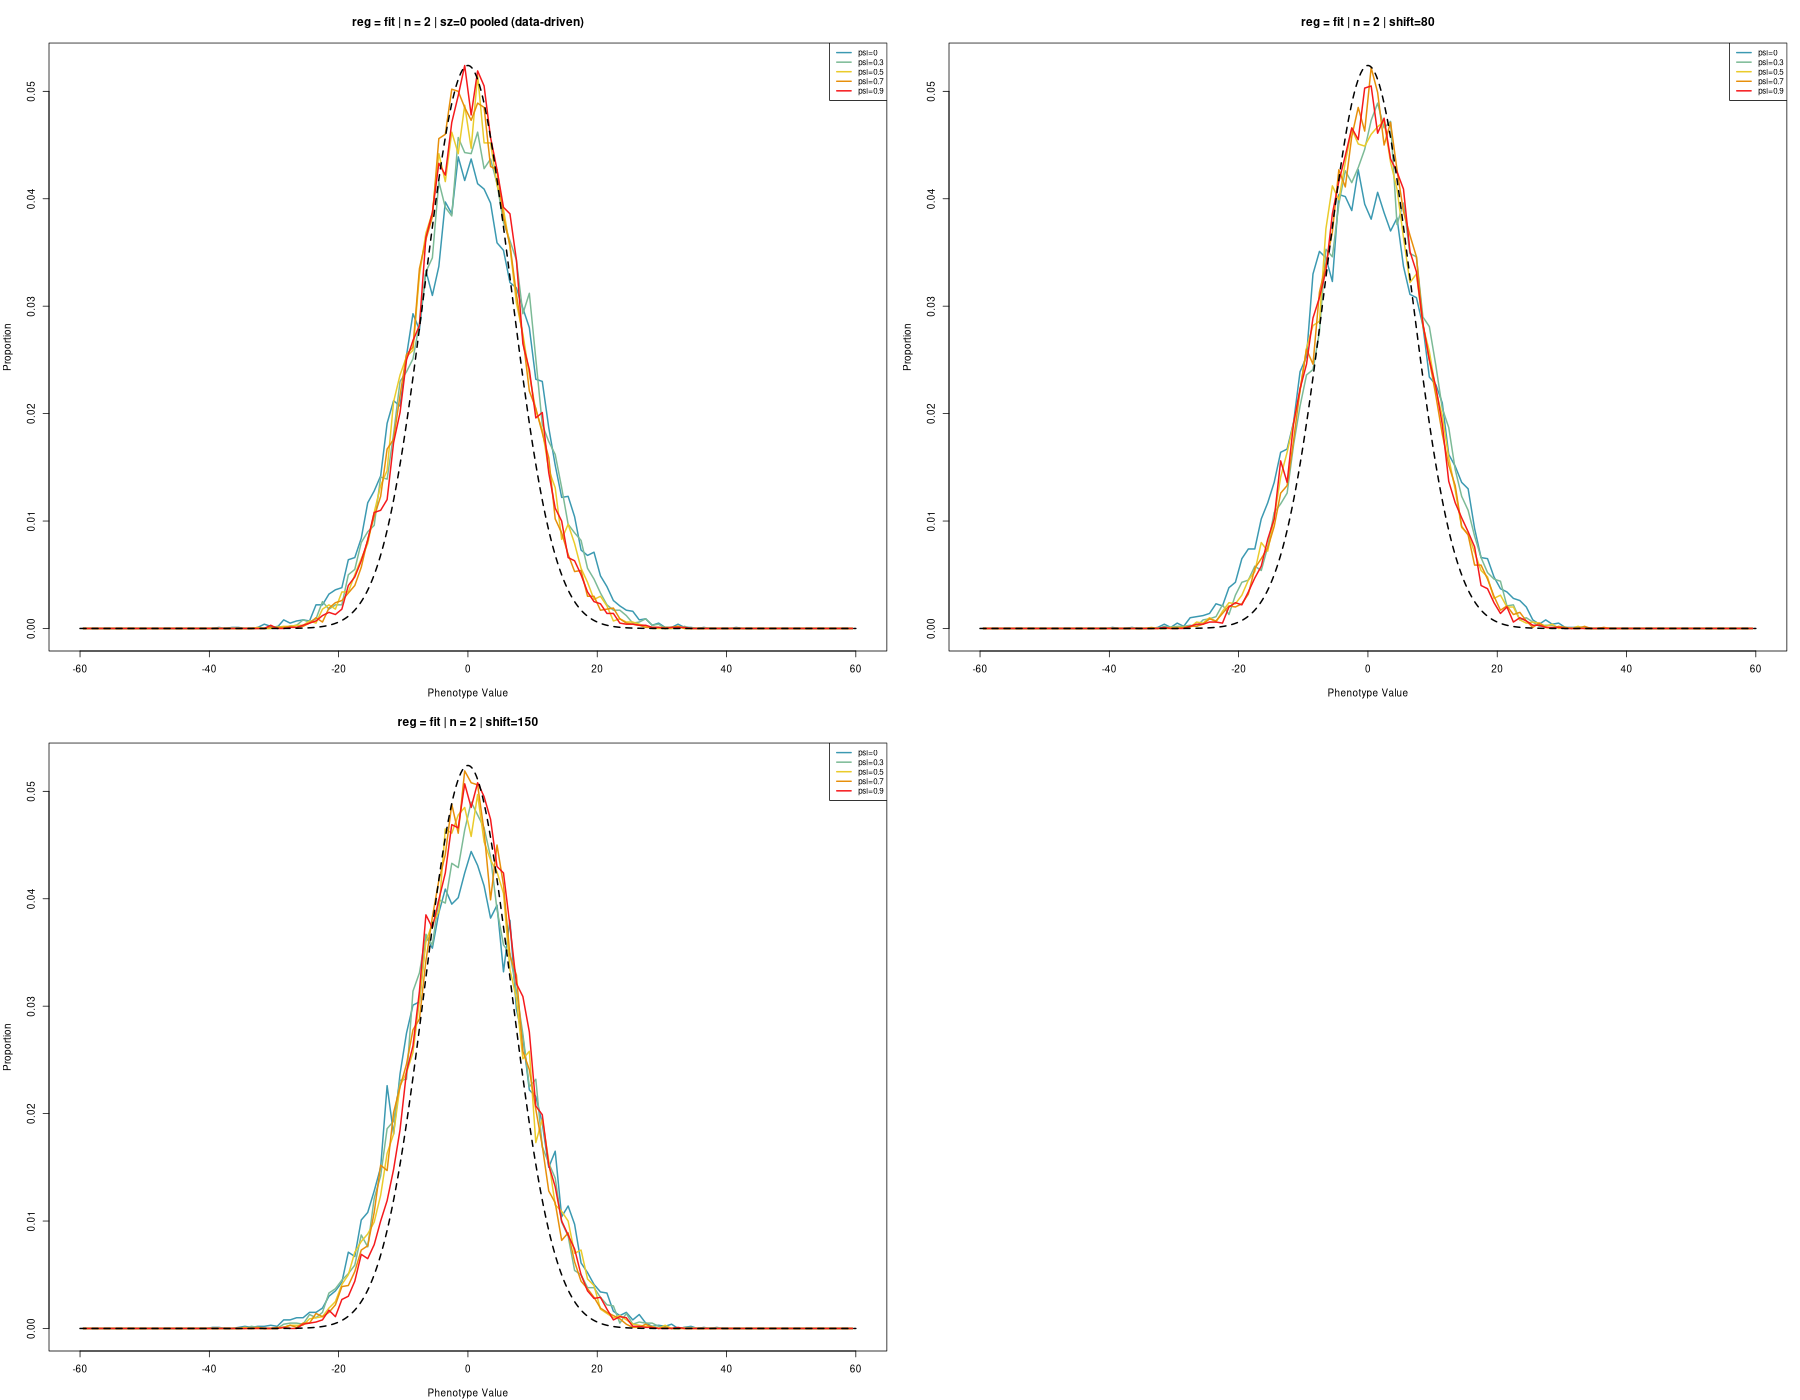 reg = fit | n = 2 | sz=0 pooled (data-driven)
psi=0
psi=0.3
psi=0.5
psi=0.7
psi=0.9
Proportion
0.05
0.04
0.03
0.02
0.01
0.00
-60 -40 -20 0 20 40 60
Phenotype Value
reg = fit | n = 2 | shift=80
psi=0
psi=0.3
psi=0.5
psi=0.7
psi=0.9
Proportion
0.05
0.04
0.03
0.02
0.01
0.00
-60 -40 -20 0 20 40 60
Phenotype Value
reg = fit | n = 2 | shift=150
psi=0
psi=0.3
psi=0.5
psi=0.7
psi=0.9
Proportion
0.05
0.04
0.03
0.02
0.01
0.00
-60 -40 -20 0 20 40 60
Phenotype Value